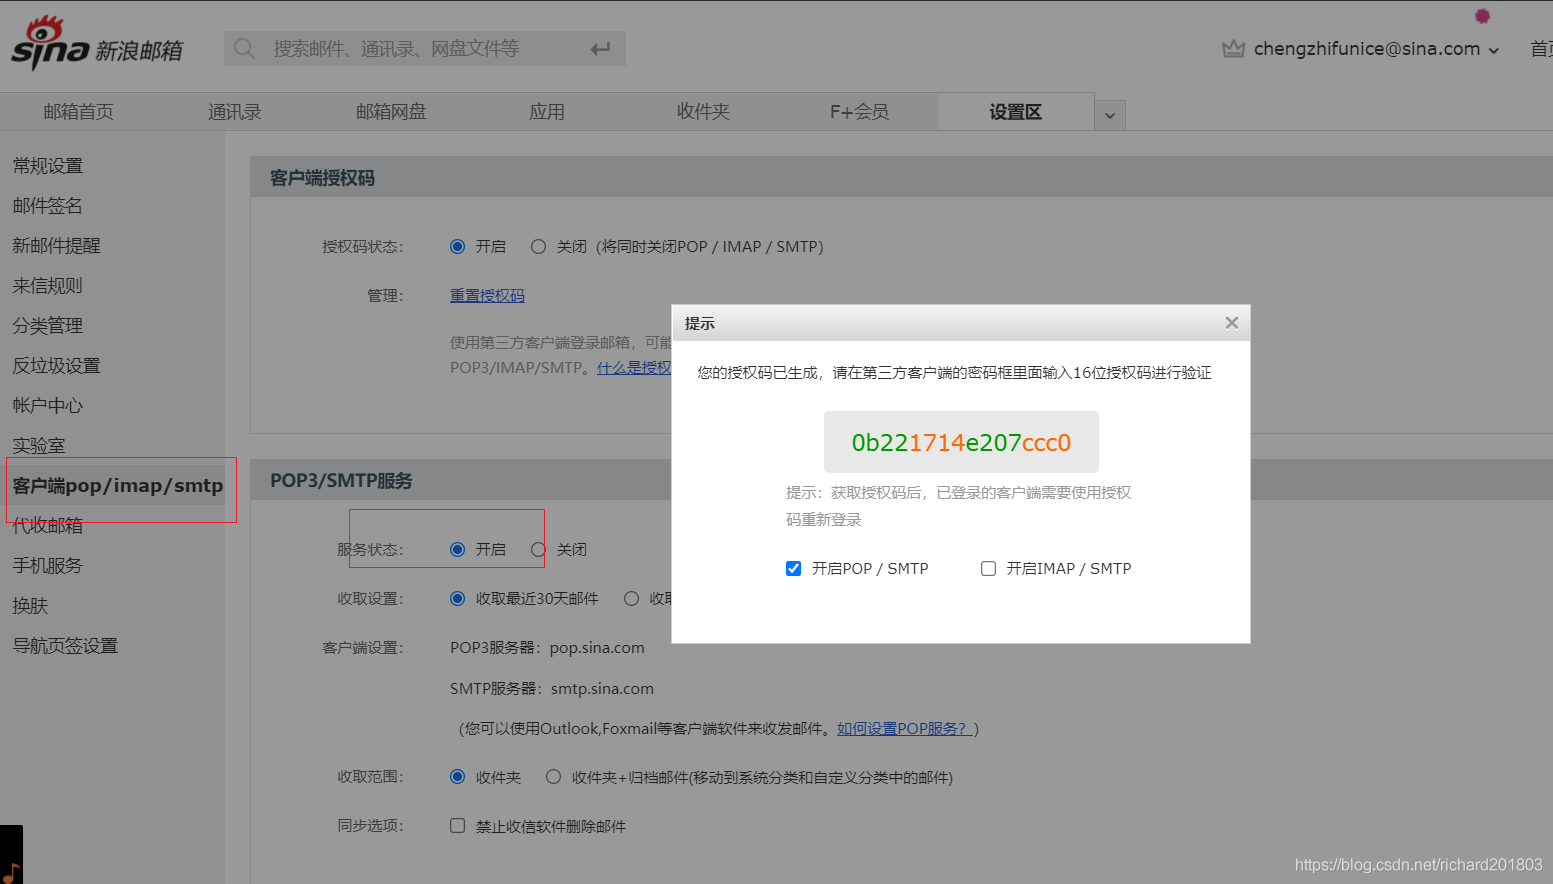 sina 新浪邮箱
搜索邮件、通讯录、网盘文件等
chengzhifunice@sina.com
首页
邮箱首页 通讯录 邮箱网盘 应用 收件夹 F+会员 设置区
常规设置
邮件签名
新邮件提醒
来信规则
分类管理
反垃圾设置
帐户中心
实验室
客户端pop/imap/smtp
代收邮箱
手机服务
换肤
导航页签设置
客户端授权码
授权码状态： 开启 关闭（将同时关闭POP / IMAP / SMTP）
管理： 重置授权码
使用第三方客户端登录邮箱，可能
POP3/IMAP/SMTP。什么是授权
POP3/SMTP服务
服务状态： 开启 关闭
收取设置： 收取最近30天邮件 收取
客户端设置： POP3服务器：pop.sina.com
SMTP服务器：smtp.sina.com
（您可以使用Outlook,Foxmail等客户端软件来收发邮件。如何设置POP服务？）
收取范围： 收件夹 收件夹+归档邮件(移动到系统分类和自定义分类中的邮件)
同步选项： 禁止收信软件删除邮件
提示
您的授权码已生成，请在第三方客户端的密码框里面输入16位授权码进行验证
0b221714e207ccc0
提示：获取授权码后，已登录的客户端需要使用授权
码重新登录
开启POP / SMTP 开启IMAP / SMTP
https://blog.csdn.net/richard201803